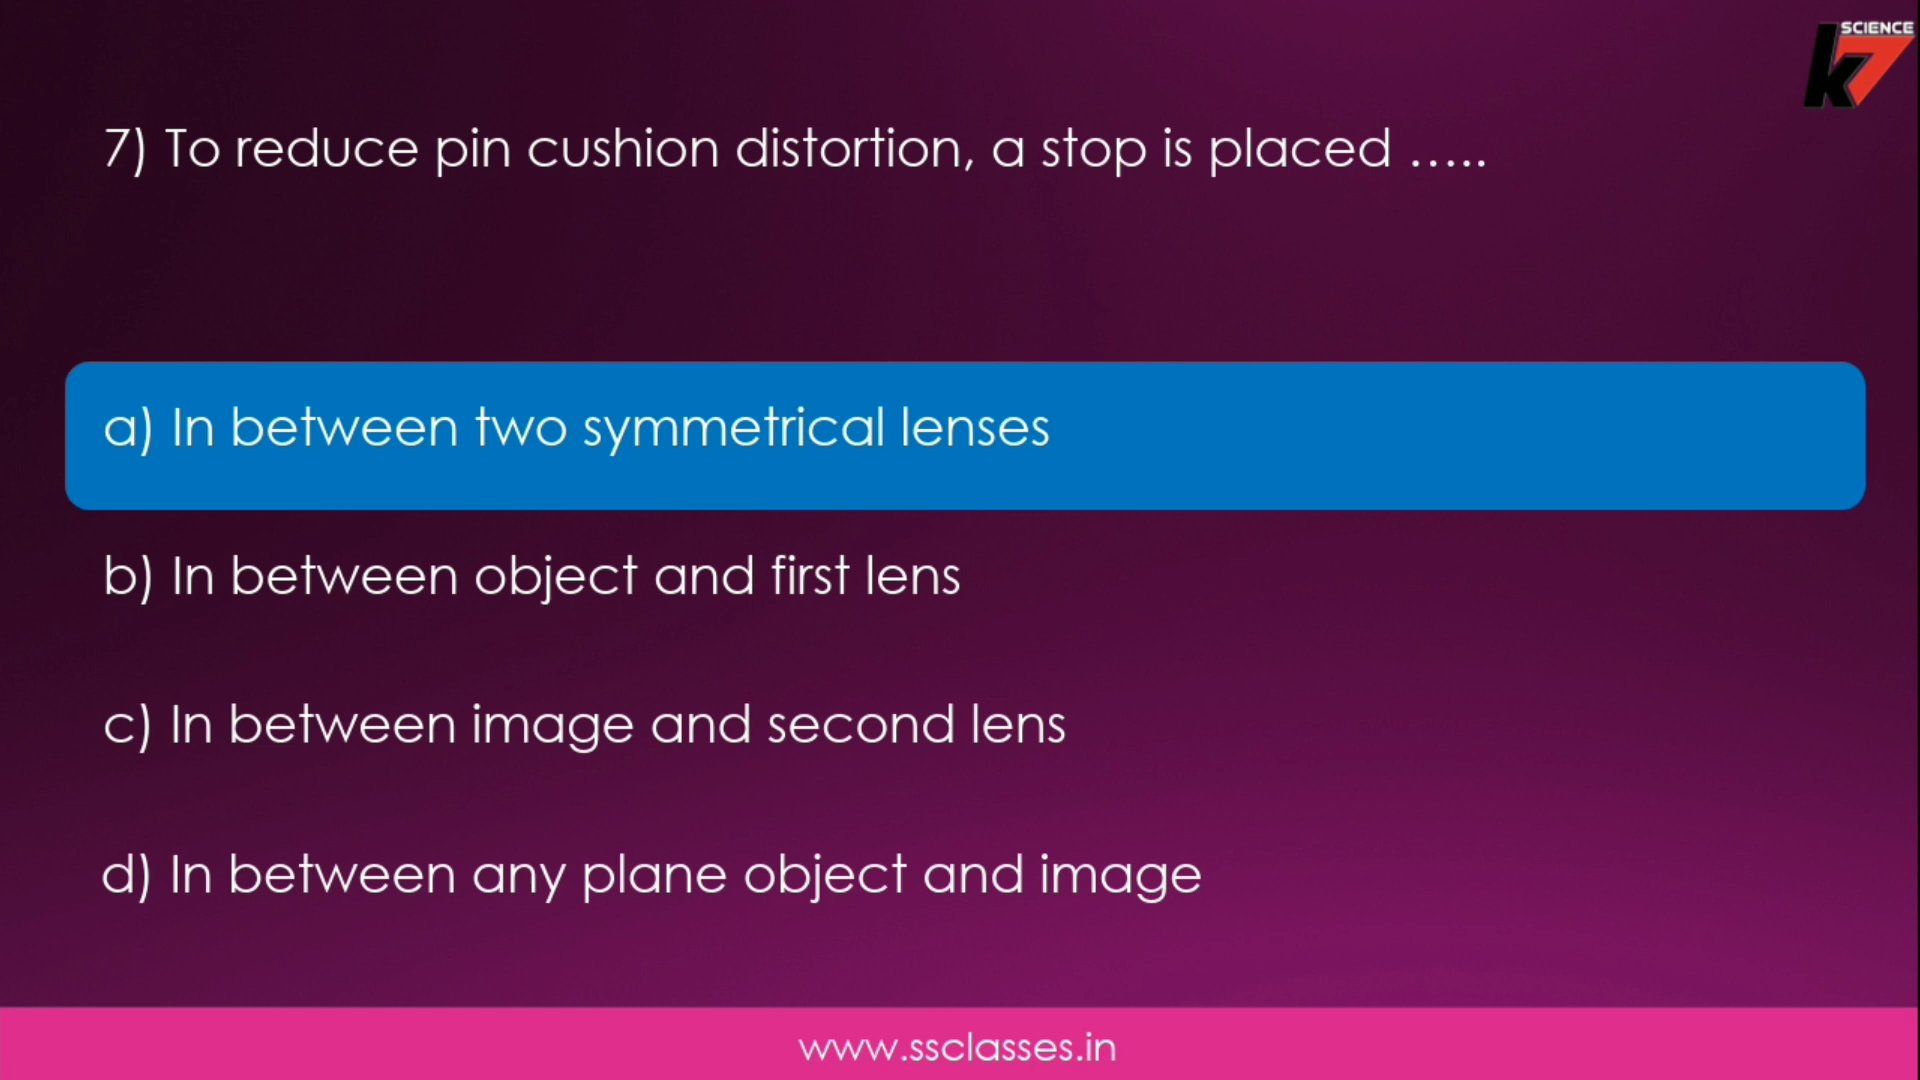 SCIENCE
k7
7) To reduce pin cushion distortion, a stop is placed …..
a) In between two symmetrical lenses
b) In between object and first lens
c) In between image and second lens
d) In between any plane object and image
www.ssclasses.in